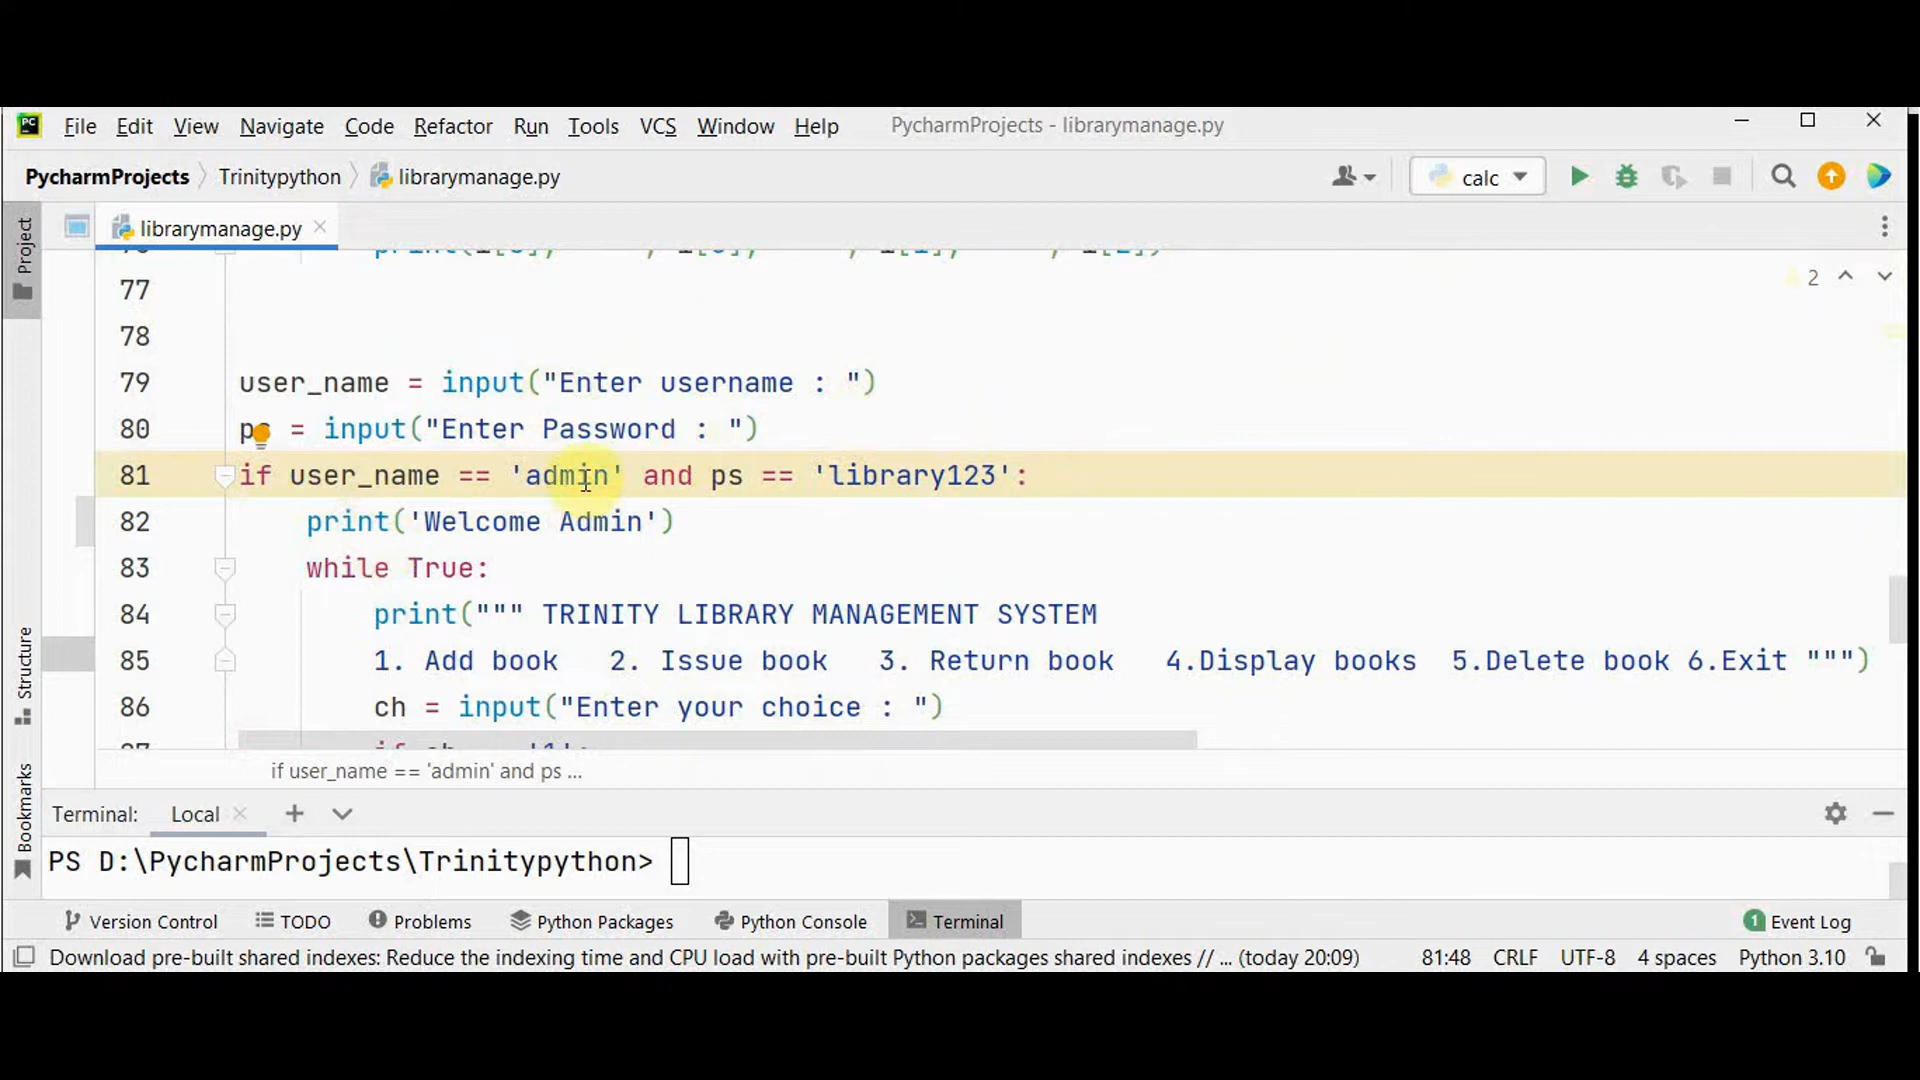 PC File Edit View Navigate Code Refactor Run Tools VCS Window Help PycharmProjects - librarymanage.py
PycharmProjects Trinitypython librarymanage.py calc
librarymanage.py
Project
77
2
78
79 user_name = input("Enter username : ")
80 = input("Enter Password : ")
81 if user_name == 'admin' and ps == 'library123':
82 print('Welcome Admin')
83 while True:
84 print(""" TRINITY LIBRARY MANAGEMENT SYSTEM
85 1. Add book 2. Issue book 3. Return book 4.Display books 5.Delete book 6.Exit """)
86 ch = input("Enter your choice : ")
if user_name == 'admin' and ps ...
Structure
Bookmarks
Terminal: Local
PS D:\PycharmProjects\Trinitypython>
Version Control TODO Problems Python Packages Python Console Terminal 1 Event Log
Download pre-built shared indexes: Reduce the indexing time and CPU load with pre-built Python packages shared indexes // ... (today 20:09) 81:48 CRLF UTF-8 4 spaces Python 3.10